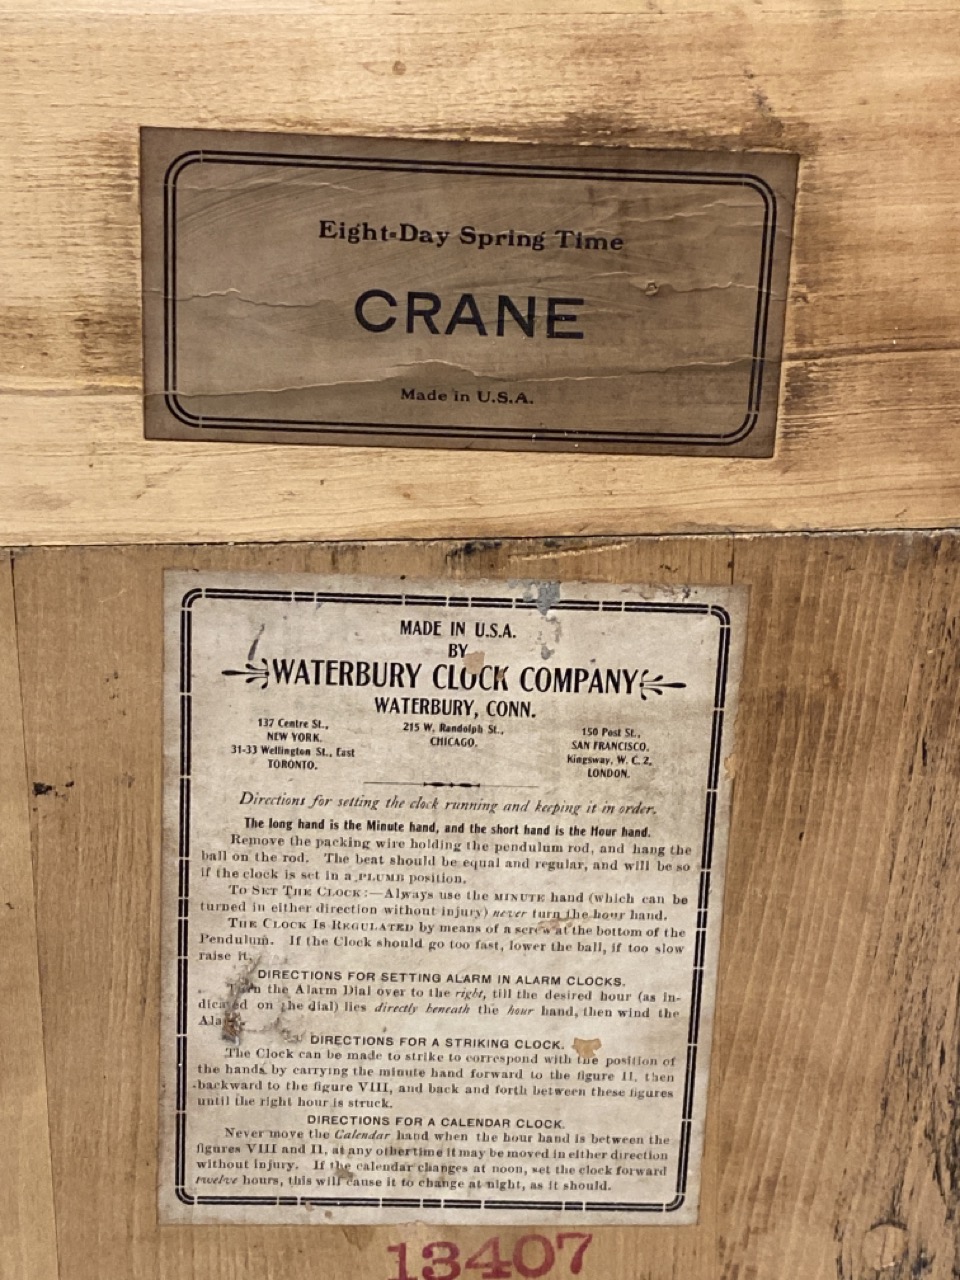 Eight-Day Spring Time
CRANE
Made in U.S.A.
MADE IN U.S.A.
BY
WATERBURY CLOCK COMPANY
WATERBURY, CONN.
137 Centre St.,
NEW YORK.
31-33 Wellington St., East
TORONTO.
215 W. Randolph St.,
CHICAGO.
150 Post St.,
SAN FRANCISCO.
Kingsway, W. C. 2,
LONDON.
Directions for setting the clock running and keeping it in order.
The long hand is the Minute hand, and the short hand is the Hour hand.
Remove the packing wire holding the pendulum rod, and hang the
ball on the rod. The beat should be equal and regular, and will be so
if the clock is set in a PLUMB position.
To Set The Clock:—Always use the MINUTE hand (which can be
turned in either direction without injury) never turn the hour hand.
The Clock Is Regulated by means of a screw at the bottom of the
Pendulum. If the Clock should go too fast, lower the ball, if too slow
raise it.
DIRECTIONS FOR SETTING ALARM IN ALARM CLOCKS.
Turn the Alarm Dial over to the right, till the desired hour (as in-
dicated on the dial) lies directly beneath the hour hand, then wind the
DIRECTIONS FOR A STRIKING CLOCK.
The Clock can be made to strike to correspond with the position of
the hands by carrying the minute hand forward to the figure II, then
backward to the figure VIII, and back and forth between these figures
until the right hour is struck.
DIRECTIONS FOR A CALENDAR CLOCK.
Never move the Calendar hand when the hour hand is between the
figures VIII and II, at any other time it may be moved in either direction
without injury. If the calendar changes at noon, set the clock forward
twelve hours, this will cause it to change at night, as it should.
13407